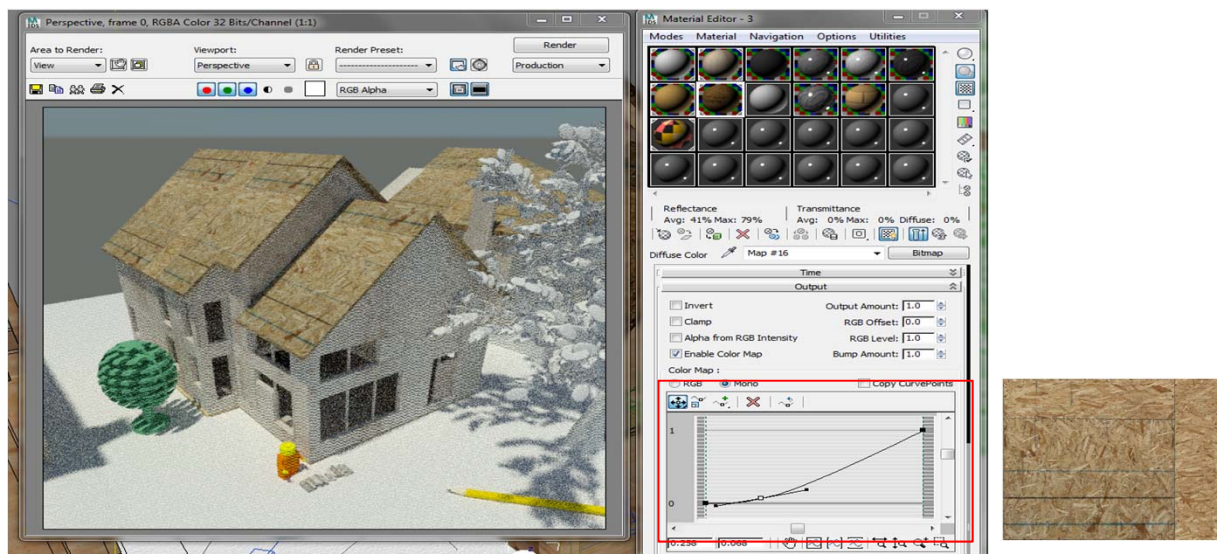 Perspective, frame 0, RGBA Color 32 Bits/Channel (1:1)
Area to Render:
Viewport:
Render Preset:
Render
View
Perspective
Production
RGB Alpha
Material Editor - 3
Modes Material Navigation Options Utilities
Reflectance
Avg: 41% Max: 79%
Transmittance
Avg: 0% Max: 0% Diffuse: 0%
Diffuse Color
Map #16
Bitmap
Time
Output
Invert
Output Amount: 1.0
Clamp
RGB Offset: 0.0
Alpha from RGB Intensity
RGB Level: 1.0
Enable Color Map
Bump Amount: 1.0
Color Map :
RGB Mono
Copy CurvePoints
1
0
0.258 0.068